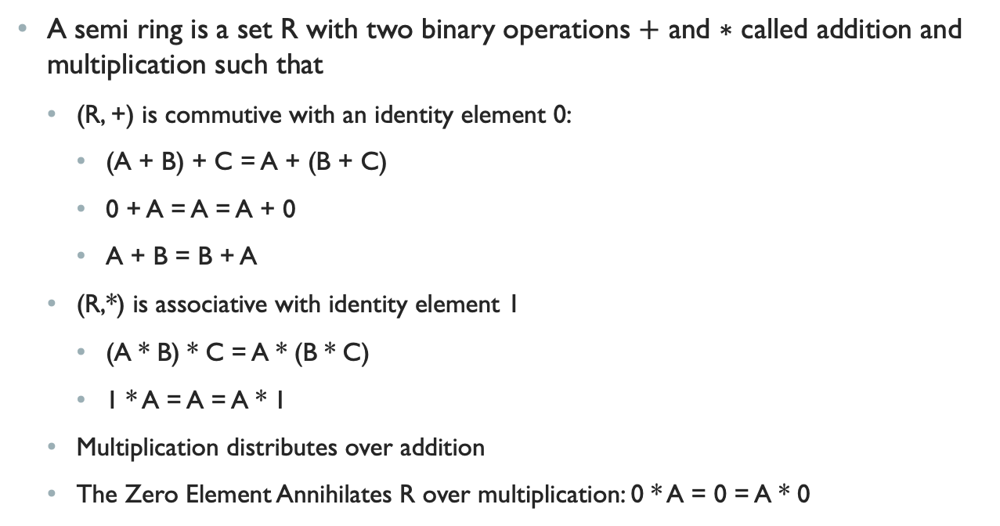 • A semi ring is a set R with two binary operations + and * called addition and
multiplication such that
• (R, +) is commutive with an identity element 0:
• (A + B) + C = A + (B + C)
• 0 + A = A = A + 0
• A + B = B + A
• (R,*) is associative with identity element 1
• (A * B) * C = A * (B * C)
• 1 * A = A = A * 1
• Multiplication distributes over addition
• The Zero Element Annihilates R over multiplication: 0 * A = 0 = A * 0